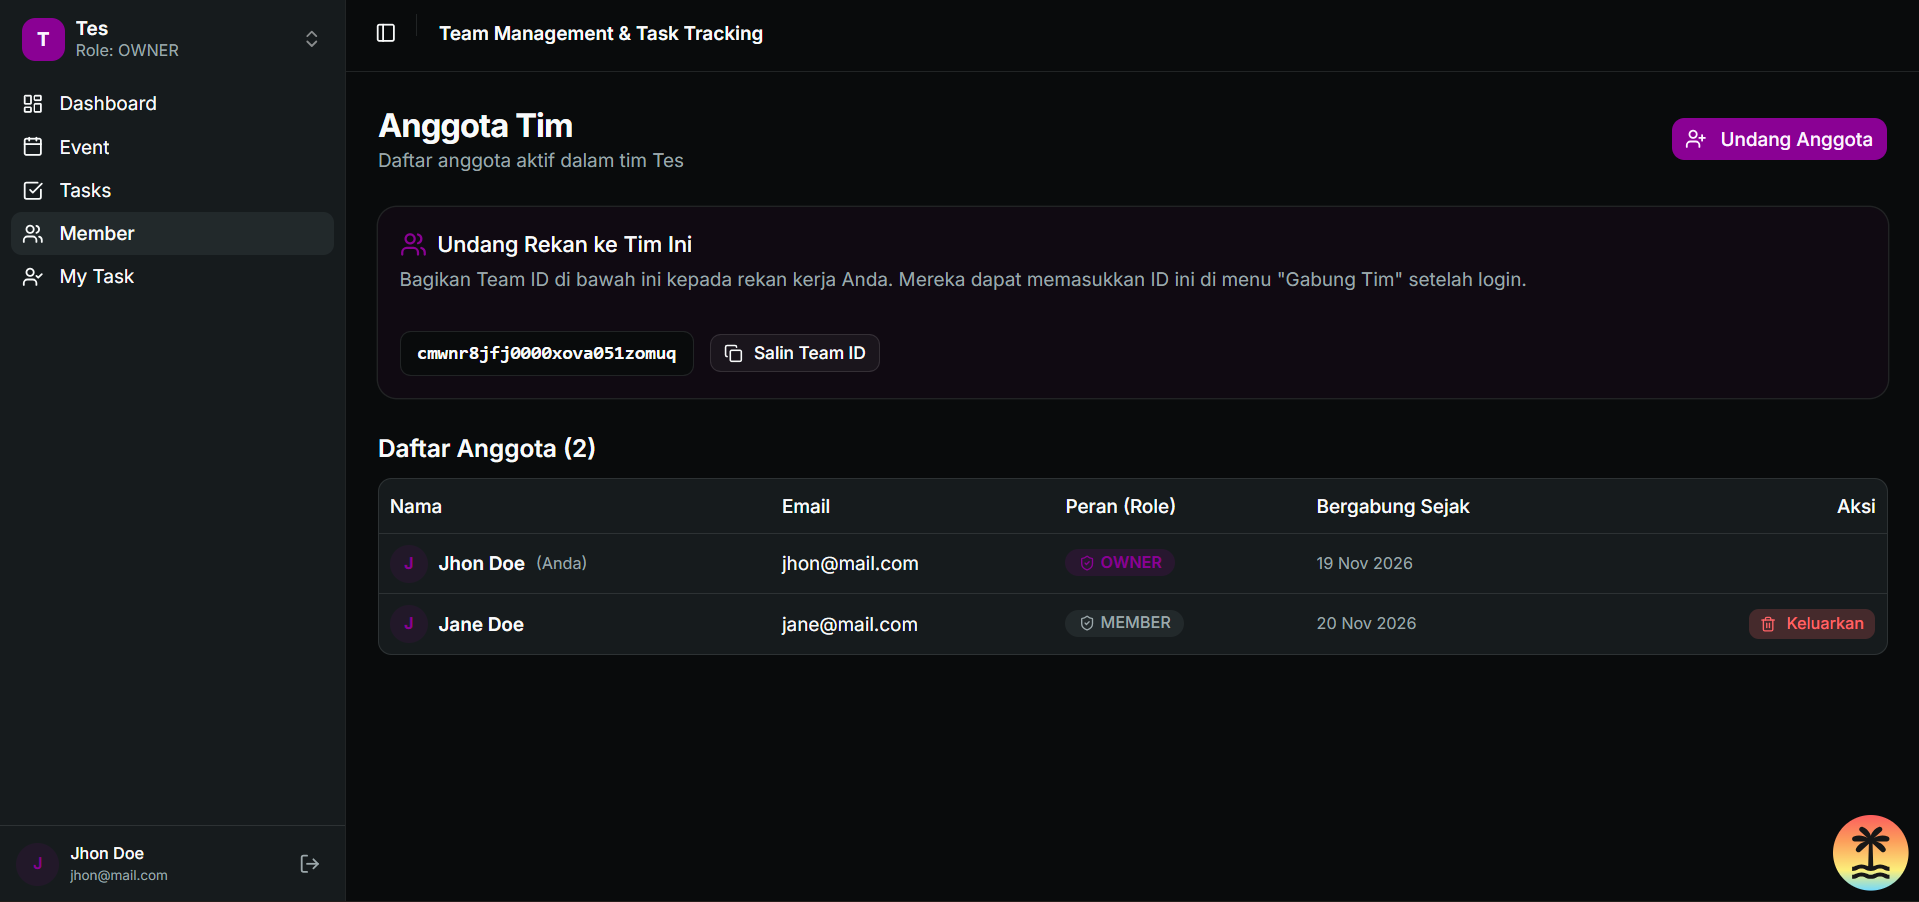 T
Tes
Role: OWNER
Dashboard
Event
Tasks
Member
My Task
J
Jhon Doe
jhon@mail.com
Team Management & Task Tracking
Anggota Tim
Daftar anggota aktif dalam tim Tes
Undang Anggota
Undang Rekan ke Tim Ini
Bagikan Team ID di bawah ini kepada rekan kerja Anda. Mereka dapat memasukkan ID ini di menu "Gabung Tim" setelah login.
cmwnr8jfj0000xova051zomuq
Salin Team ID
Daftar Anggota (2)
Nama Email Peran (Role) Bergabung Sejak Aksi
J Jhon Doe (Anda) jhon@mail.com OWNER 19 Nov 2026
J Jane Doe jane@mail.com MEMBER 20 Nov 2026 Keluarkan